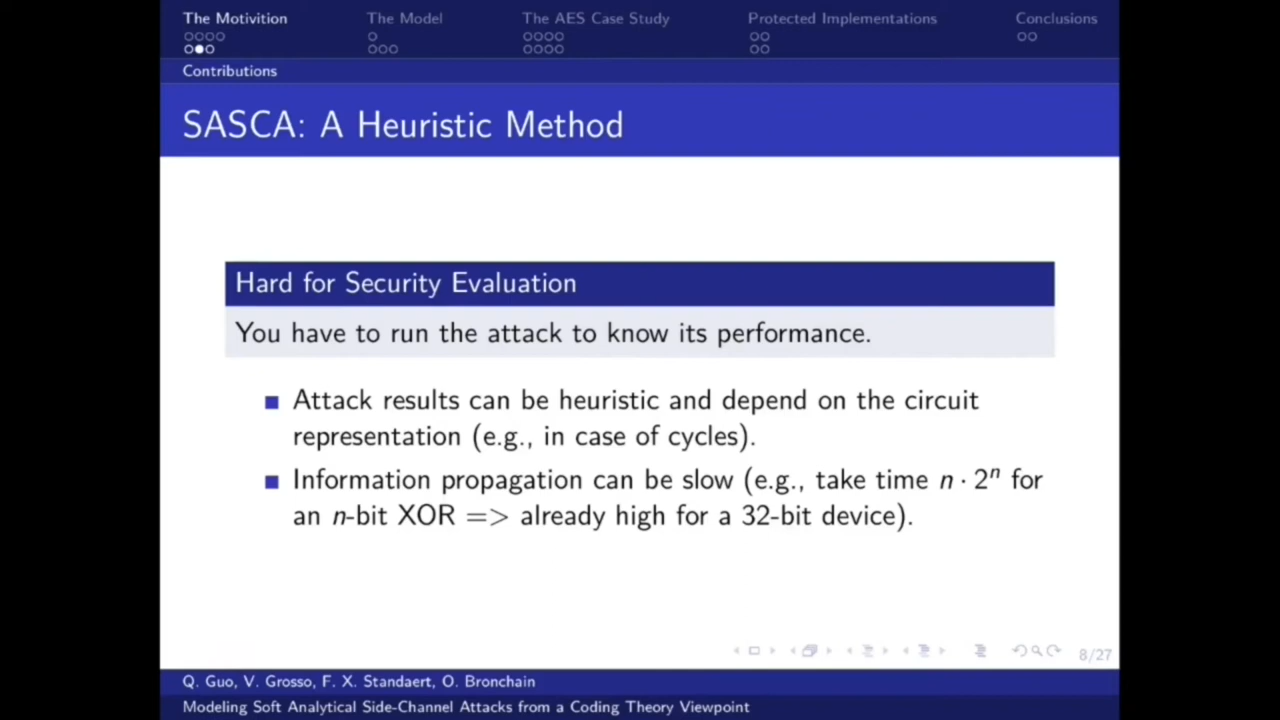 The Motivition The Model The AES Case Study Protected Implementations Conclusions
Contributions
SASCA: A Heuristic Method
Hard for Security Evaluation
You have to run the attack to know its performance.
Attack results can be heuristic and depend on the circuit
representation (e.g., in case of cycles).
Information propagation can be slow (e.g., take time n · 2ⁿ for
an n-bit XOR => already high for a 32-bit device).
8/27
Q. Guo, V. Grosso, F. X. Standaert, O. Bronchain
Modeling Soft Analytical Side-Channel Attacks from a Coding Theory Viewpoint